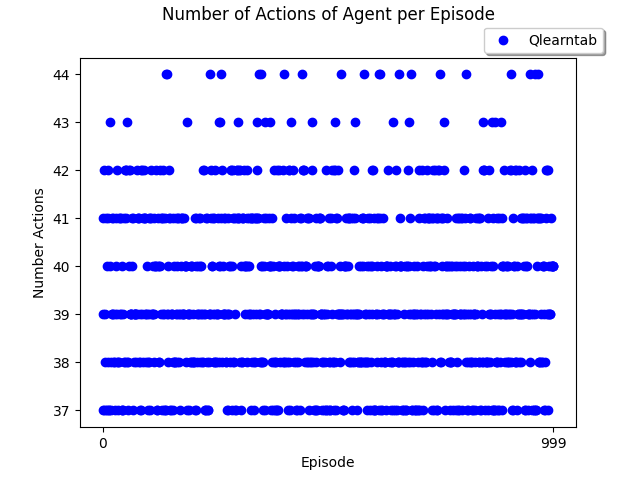 Number of Actions of Agent per Episode
Qlearntab
44
43
42
41
40
39
38
37
Number Actions
0
999
Episode